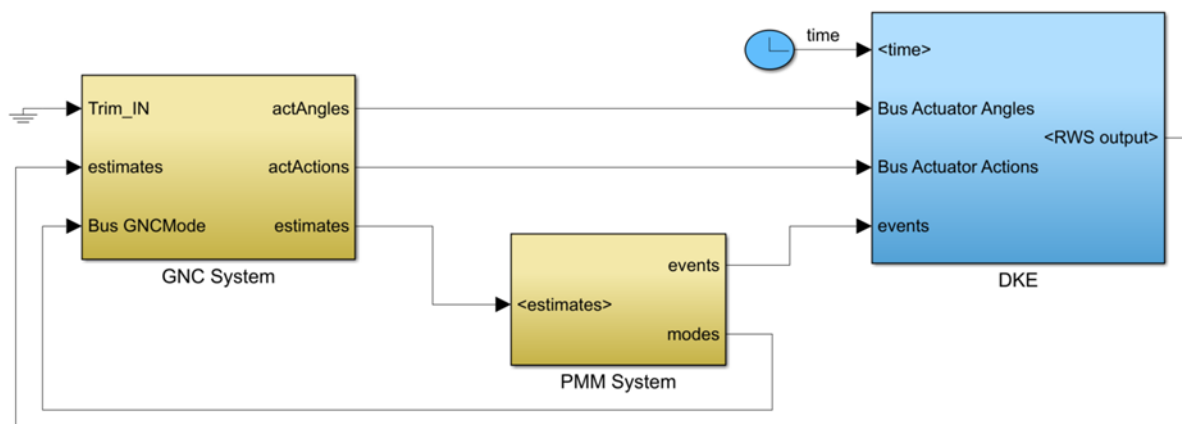 time
<time>
Trim_IN
actAngles
Bus Actuator Angles
<RWS output>
estimates
actActions
Bus Actuator Actions
Bus GNCMode
estimates
events
GNC System
DKE
events
<estimates>
modes
PMM System